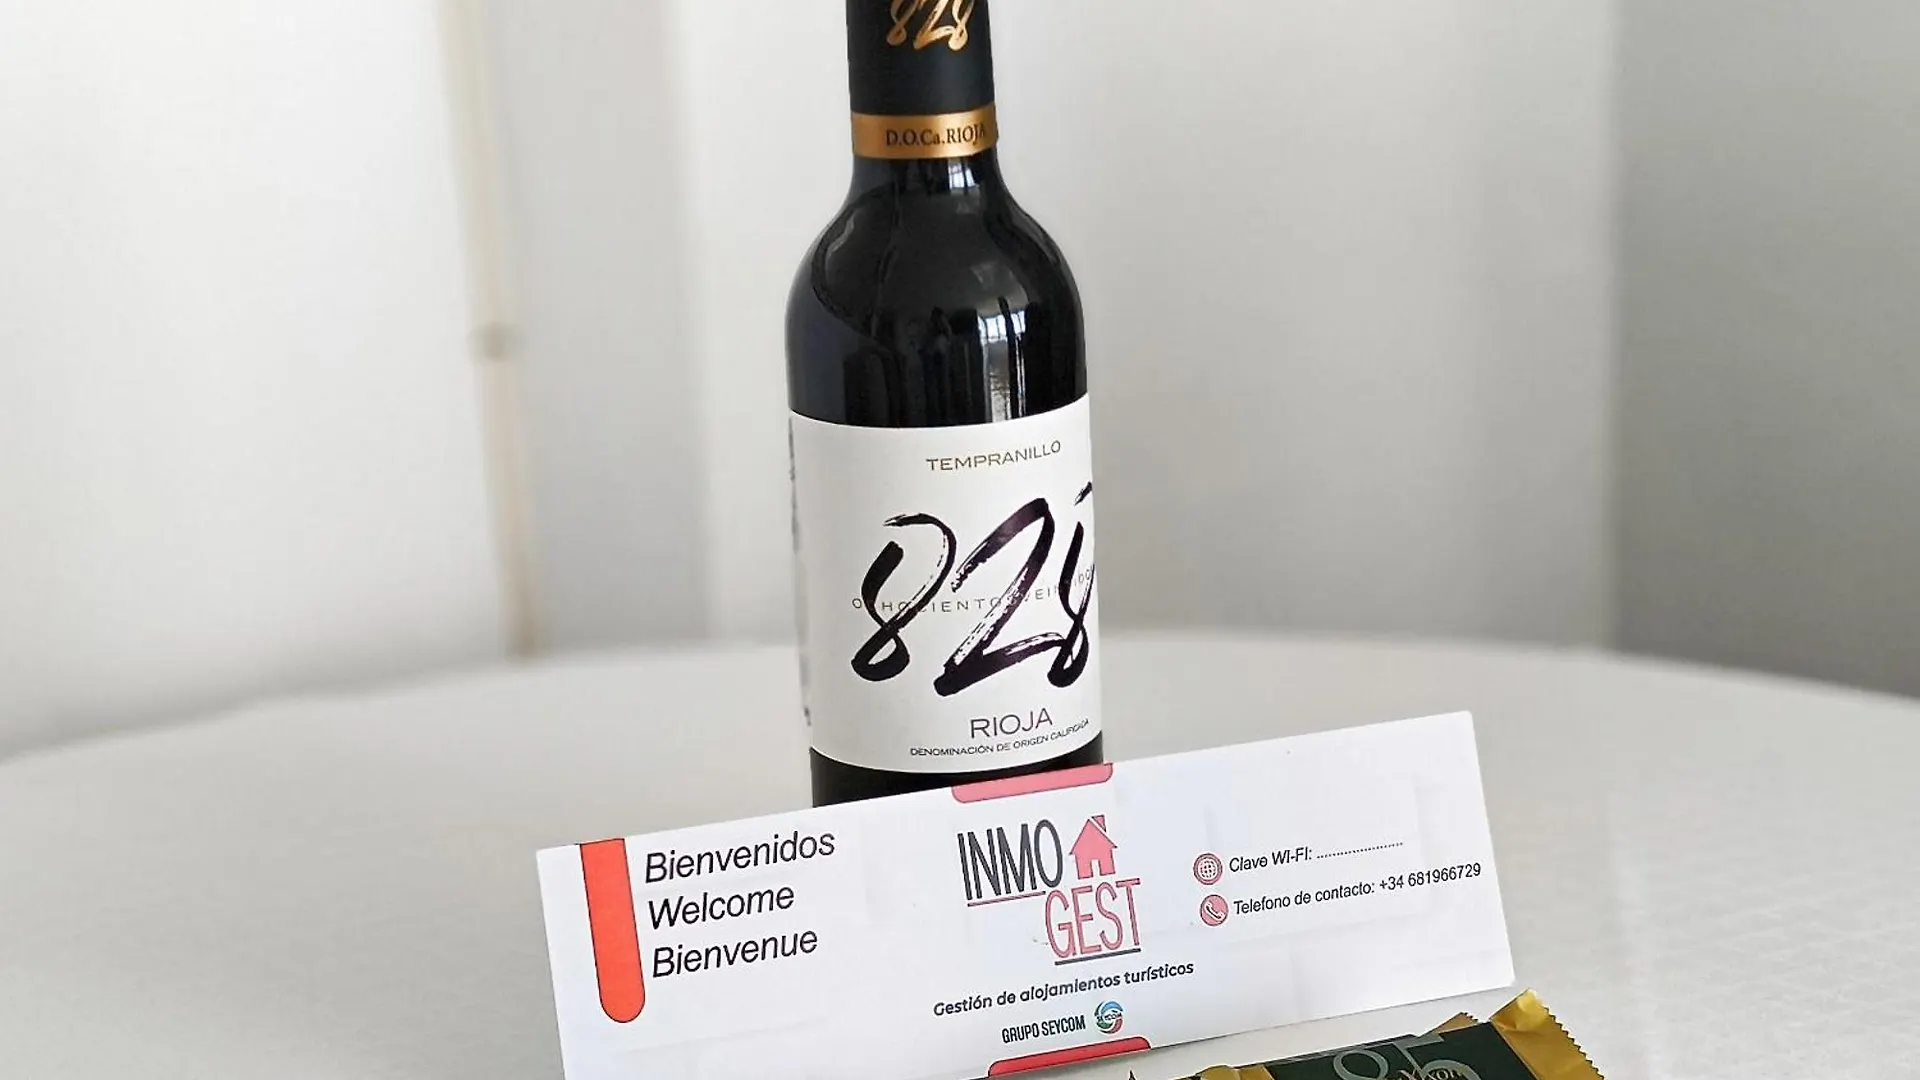 828
D.O.Ca.RIOJA
TEMPRANILLO
828
RIOJA
DENOMINACIÓN DE ORIGEN CALIFICADA
Bienvenidos
Welcome
Bienvenue
INMO
GEST
Gestión de alojamientos turísticos
GRUPO SEYCOM
SEYCOM
Clave WI-FI: ......................
Telefono de contacto: +34 681966729